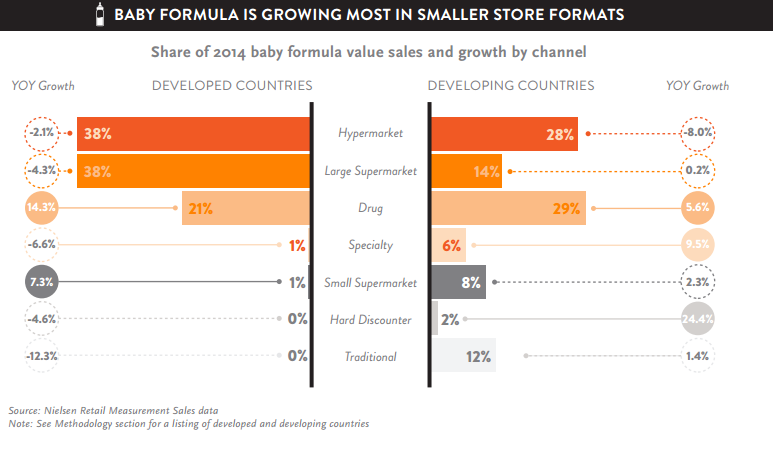 BABY FORMULA IS GROWING MOST IN SMALLER STORE FORMATS
Share of 2014 baby formula value sales and growth by channel
YOY Growth DEVELOPED COUNTRIES DEVELOPING COUNTRIES YOY Growth
-2.1% 38% Hypermarket 28% -8.0%
-4.3% 38% Large Supermarket 14% 0.2%
14.3% 21% Drug 29% 5.6%
-6.6% 1% Specialty 6% 9.5%
7.3% 1% Small Supermarket 8% 2.3%
-4.6% 0% Hard Discounter 2% 24.4%
-12.3% 0% Traditional 12% 1.4%
Source: Nielsen Retail Measurement Sales data
Note: See Methodology section for a listing of developed and developing countries